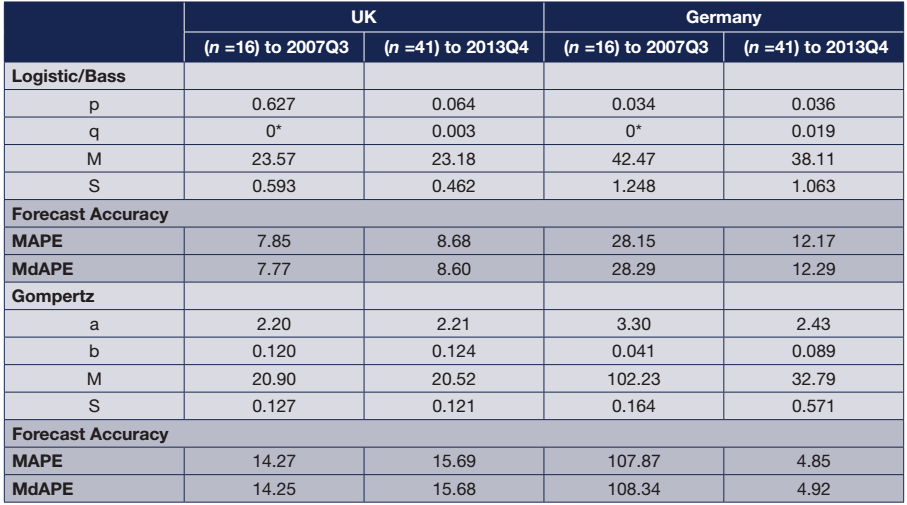 UK Germany
(n =16) to 2007Q3 (n =41) to 2013Q4 (n =16) to 2007Q3 (n =41) to 2013Q4
Logistic/Bass
p 0.627 0.064 0.034 0.036
q 0* 0.003 0* 0.019
M 23.57 23.18 42.47 38.11
S 0.593 0.462 1.248 1.063
Forecast Accuracy
MAPE 7.85 8.68 28.15 12.17
MdAPE 7.77 8.60 28.29 12.29
Gompertz
a 2.20 2.21 3.30 2.43
b 0.120 0.124 0.041 0.089
M 20.90 20.52 102.23 32.79
S 0.127 0.121 0.164 0.571
Forecast Accuracy
MAPE 14.27 15.69 107.87 4.85
MdAPE 14.25 15.68 108.34 4.92